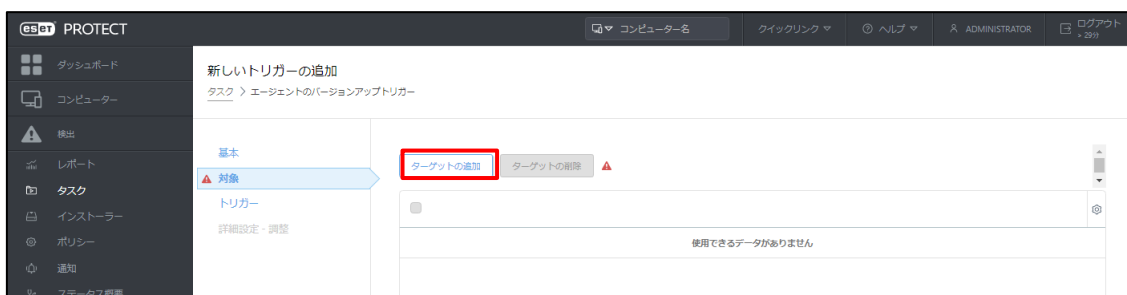 eset PROTECT
コンピューター名
クイックリンク
ヘルプ
ADMINISTRATOR
ログアウト
> 29分
ダッシュボード
コンピューター
検出
レポート
タスク
インストーラー
ポリシー
通知
ステータス概要
新しいトリガーの追加
タスク > エージェントのバージョンアップトリガー
基本
対象
トリガー
詳細設定 - 調整
ターゲットの追加
ターゲットの削除
使用できるデータがありません